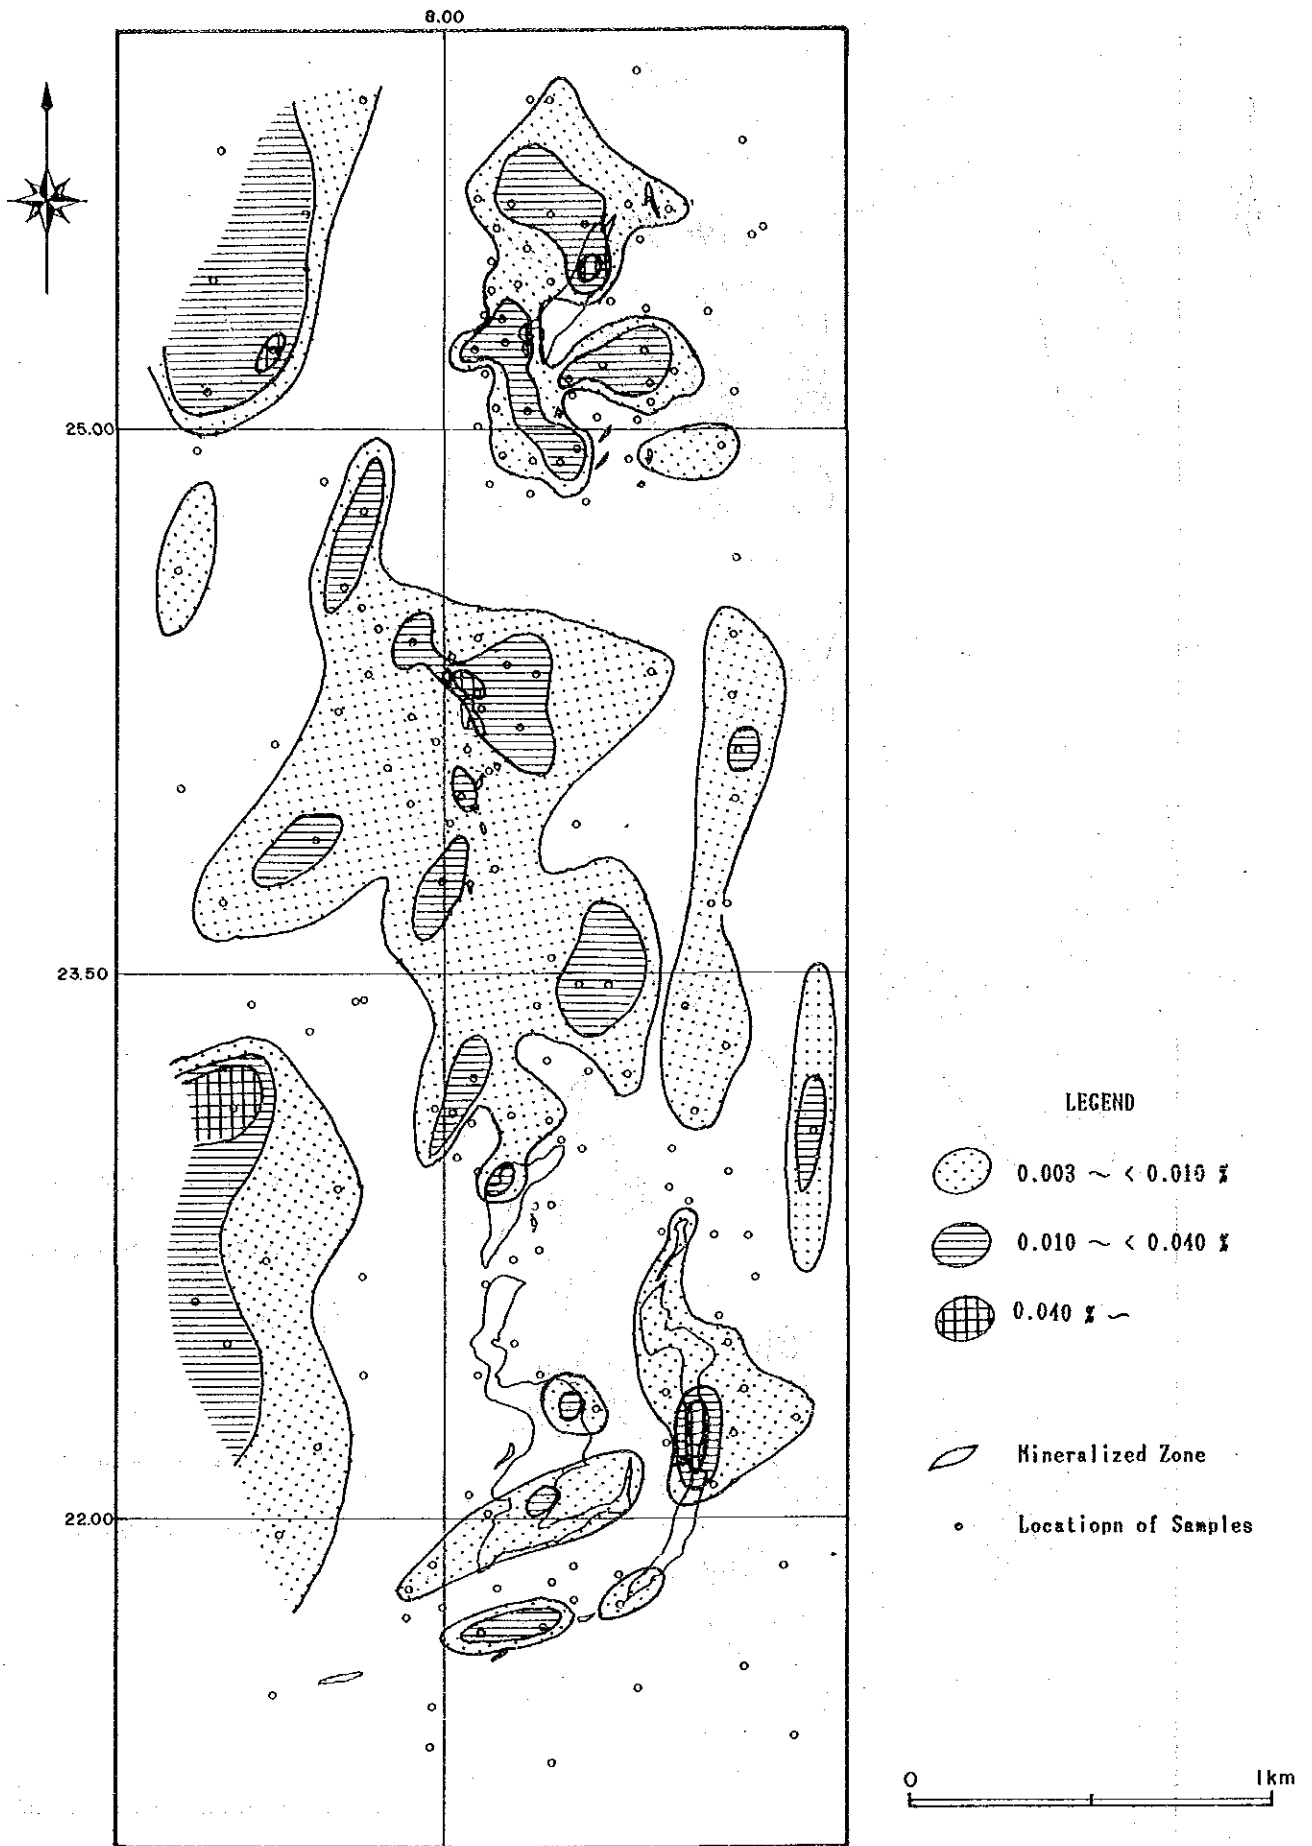 8.00
25.00
23.50
22.00
LEGEND
0.003 ~ < 0.010 %
0.010 ~ < 0.040 %
0.040 % ~
Mineralized Zone
Locatiopn of Samples
0 1km